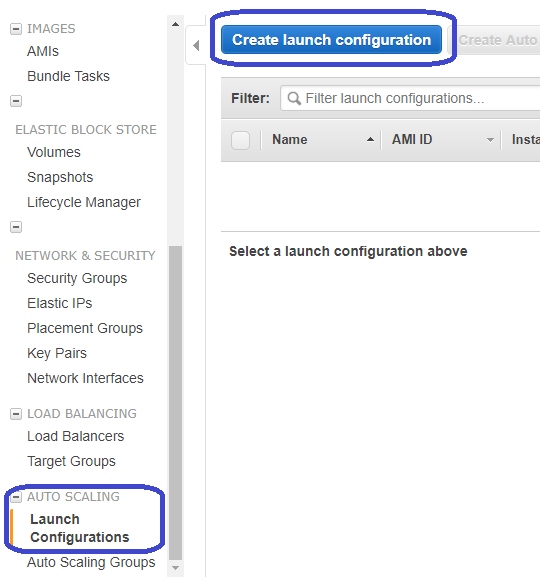 IMAGES
AMIs
Bundle Tasks
ELASTIC BLOCK STORE
Volumes
Snapshots
Lifecycle Manager
NETWORK & SECURITY
Security Groups
Elastic IPs
Placement Groups
Key Pairs
Network Interfaces
LOAD BALANCING
Load Balancers
Target Groups
AUTO SCALING
Launch
Configurations
Auto Scaling Groups
Create launch configuration
Create Auto
Filter:
Filter launch configurations...
Name
AMI ID
Insta
Select a launch configuration above